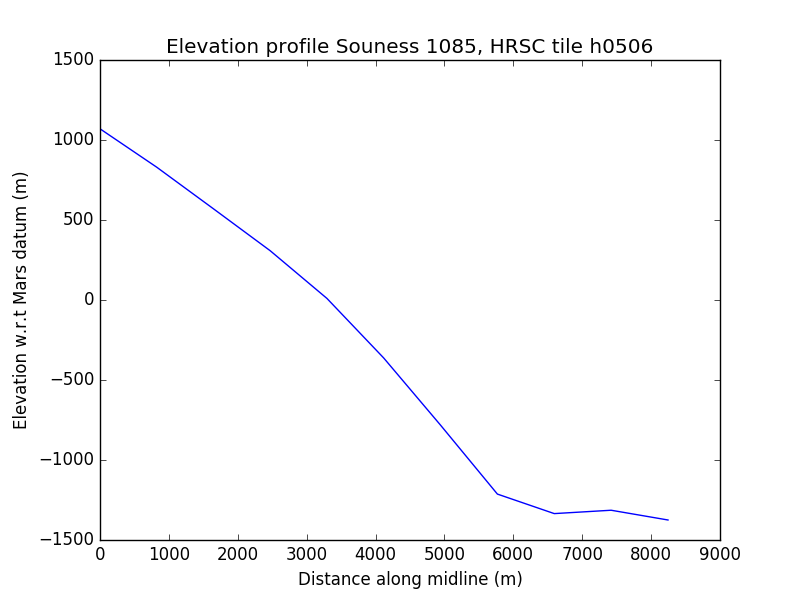 Elevation profile Souness 1085, HRSC tile h0506
1500
1000
500
0
−500
−1000
−1500
Elevation w.r.t Mars datum (m)
0 1000 2000 3000 4000 5000 6000 7000 8000 9000
Distance along midline (m)